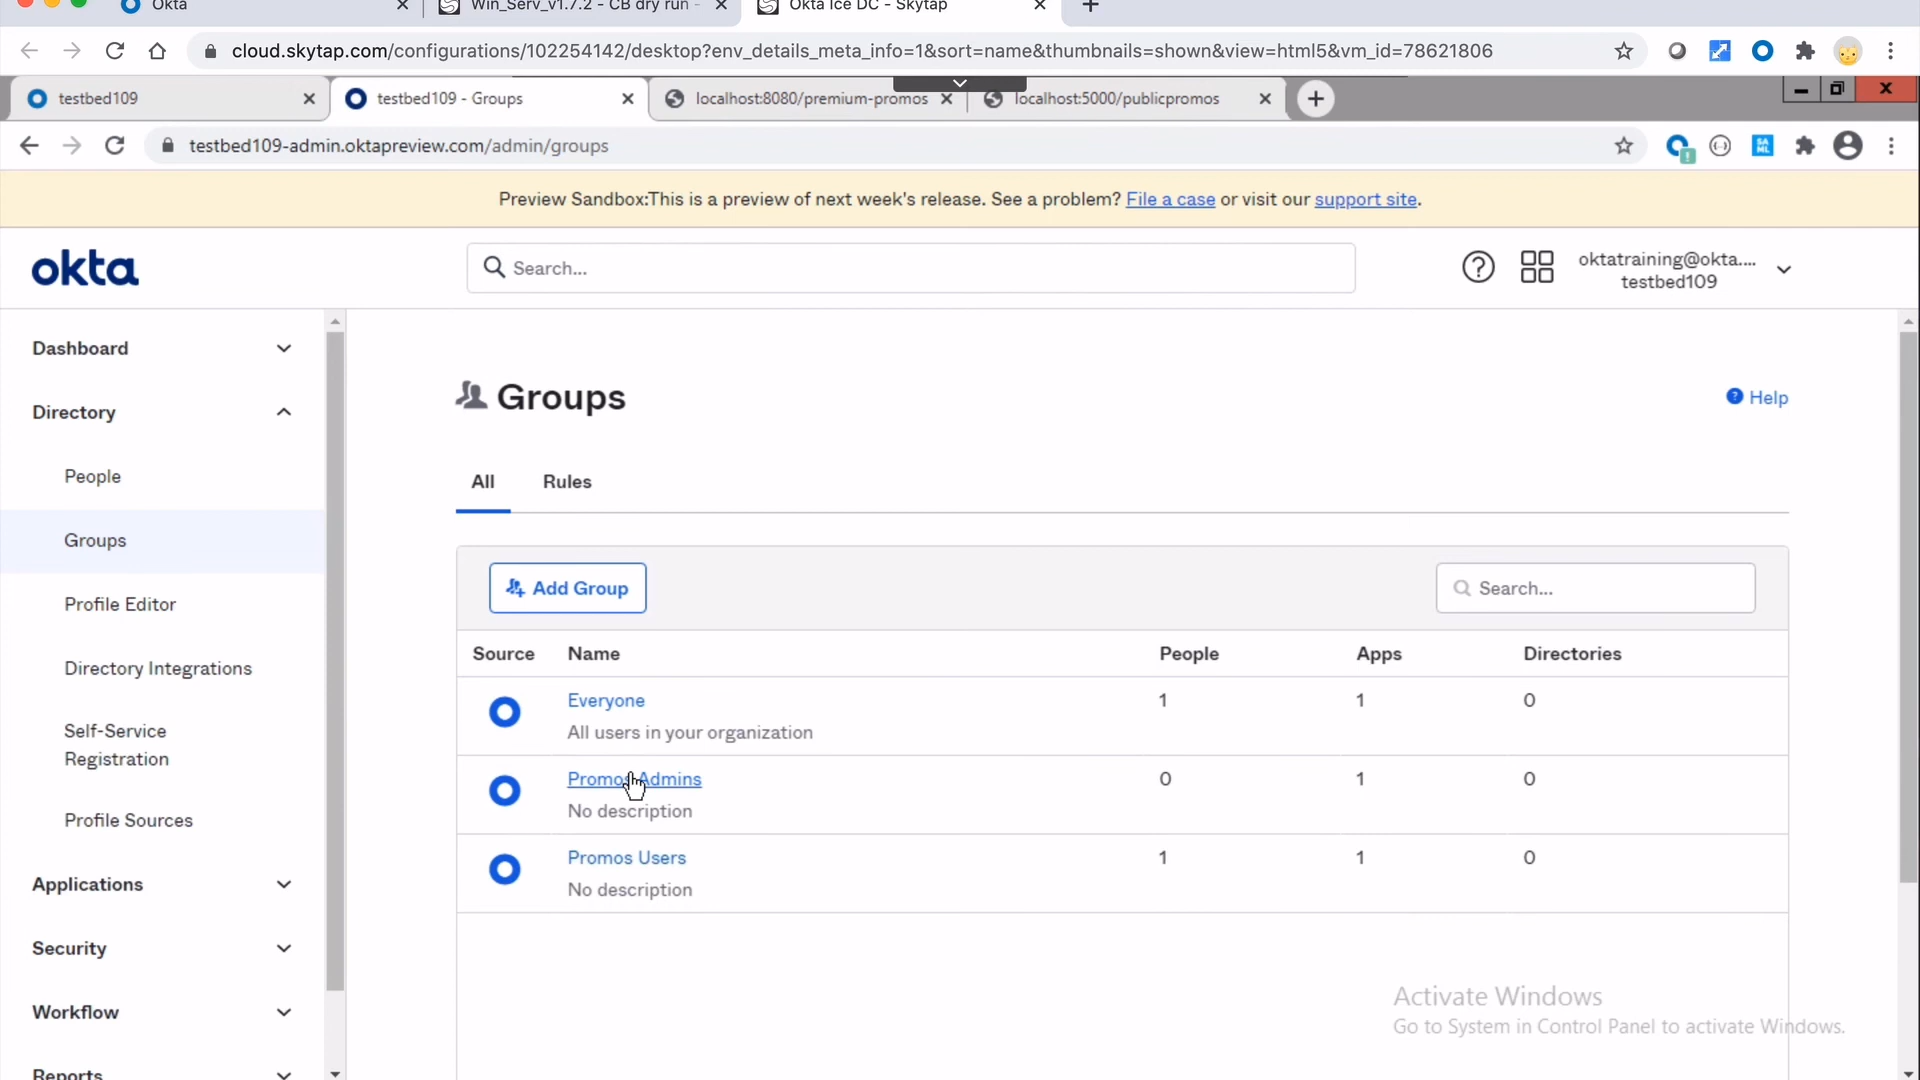 Okta
Win_Serv_v1.7.2 - CB dry run -
Okta Ice DC - Skytap
cloud.skytap.com/configurations/102254142/desktop?env_details_meta_info=1&sort=name&thumbnails=shown&view=html5&vm_id=78621806
testbed109
testbed109 - Groups
localhost:8080/premium-promos
localhost:5000/publicpromos
testbed109-admin.oktapreview.com/admin/groups
SA
ML
Preview Sandbox:This is a preview of next week's release. See a problem? File a case or visit our support site.
okta
Search...
oktatraining@okta....
testbed109
Dashboard
Directory
People
Groups
Profile Editor
Directory Integrations
Self-Service
Registration
Profile Sources
Applications
Security
Workflow
Reports
Groups
Help
All Rules
Add Group
Search...
Source Name People Apps Directories
Everyone 1 1 0
All users in your organization
Promos Admins 0 1 0
No description
Promos Users 1 1 0
No description
Activate Windows
Go to System in Control Panel to activate Windows.